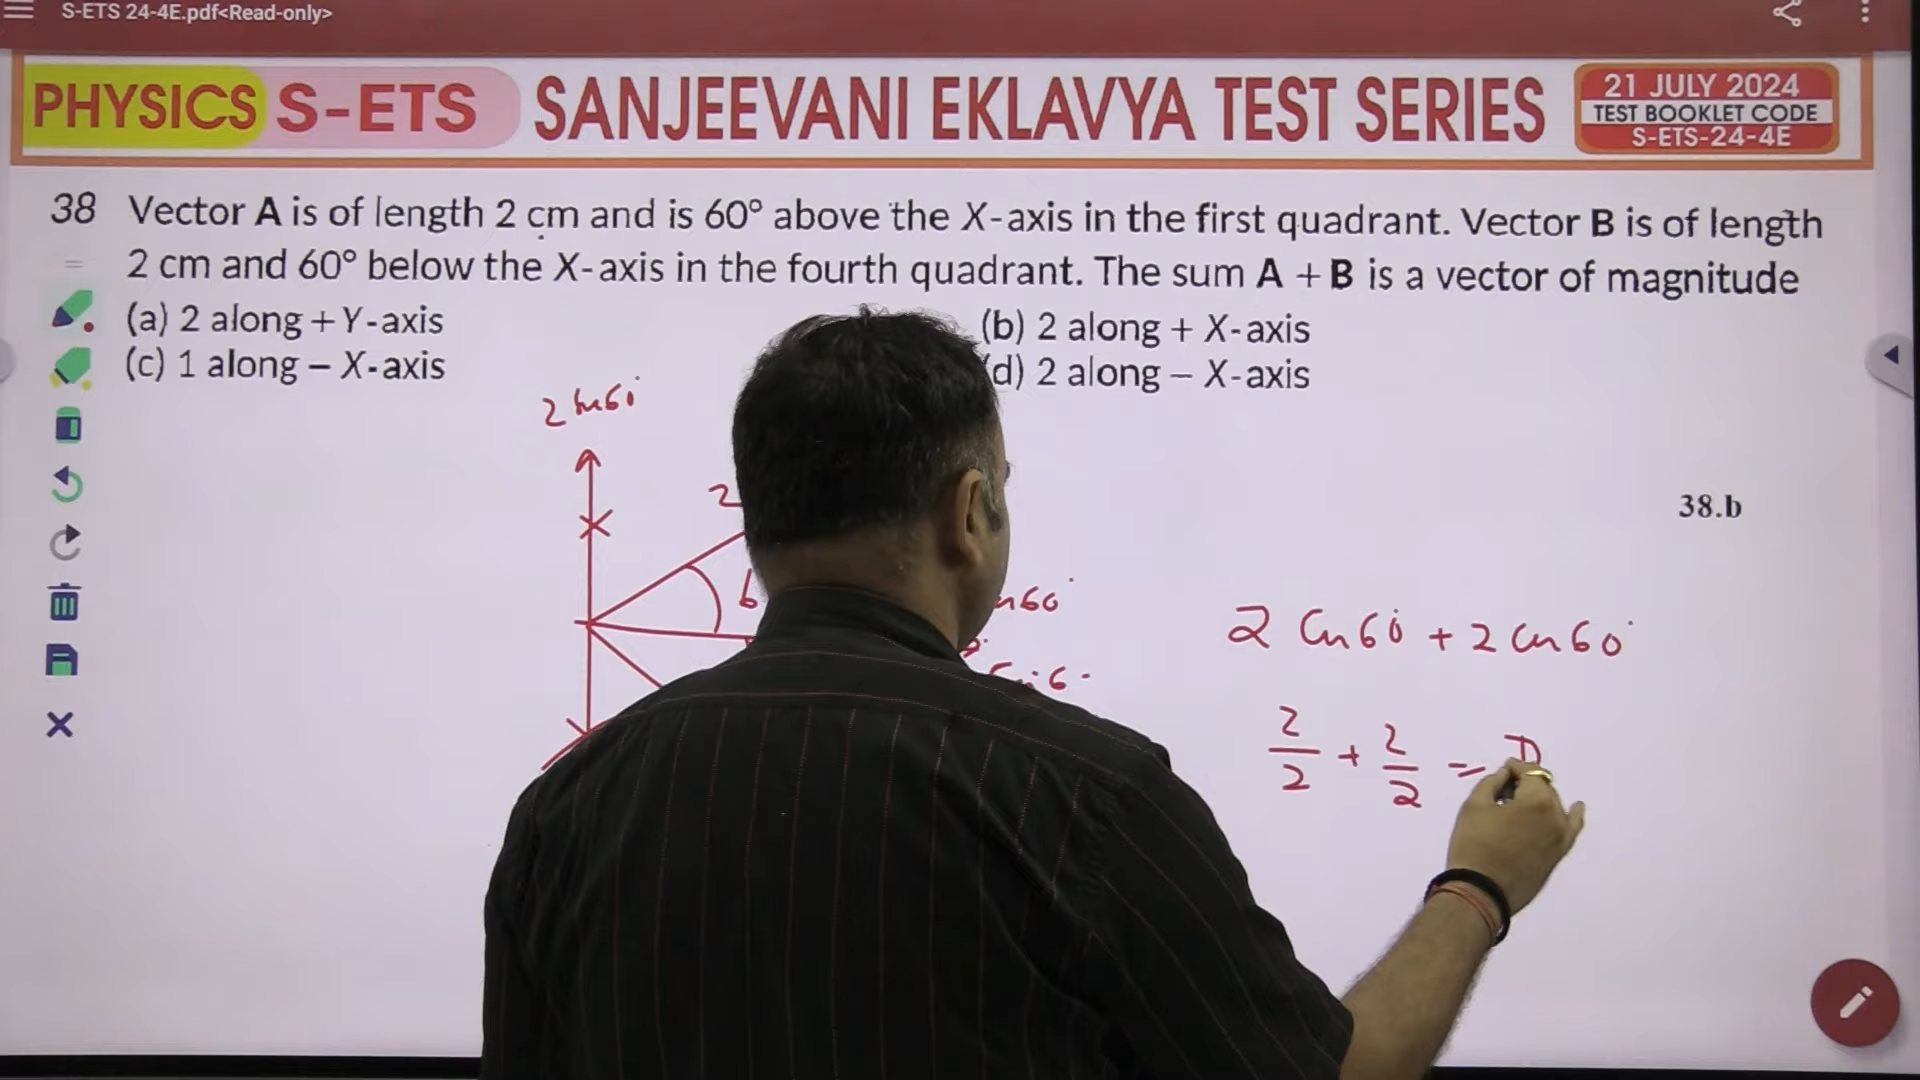 S-ETS 24-4E.pdf<Read-only>
PHYSICS S-ETS SANJEEVANI EKLAVYA TEST SERIES
21 JULY 2024
TEST BOOKLET CODE
S-ETS-24-4E
38 Vector A is of length 2 cm and is 60° above the X-axis in the first quadrant. Vector B is of length
2 cm and 60° below the X-axis in the fourth quadrant. The sum A + B is a vector of magnitude
(a) 2 along + Y-axis
(b) 2 along + X-axis
(c) 1 along – X-axis
(d) 2 along – X-axis
38.b
2
60°
2 Cos 60° + 2 Cos 60°
2/2 + 2/2 =